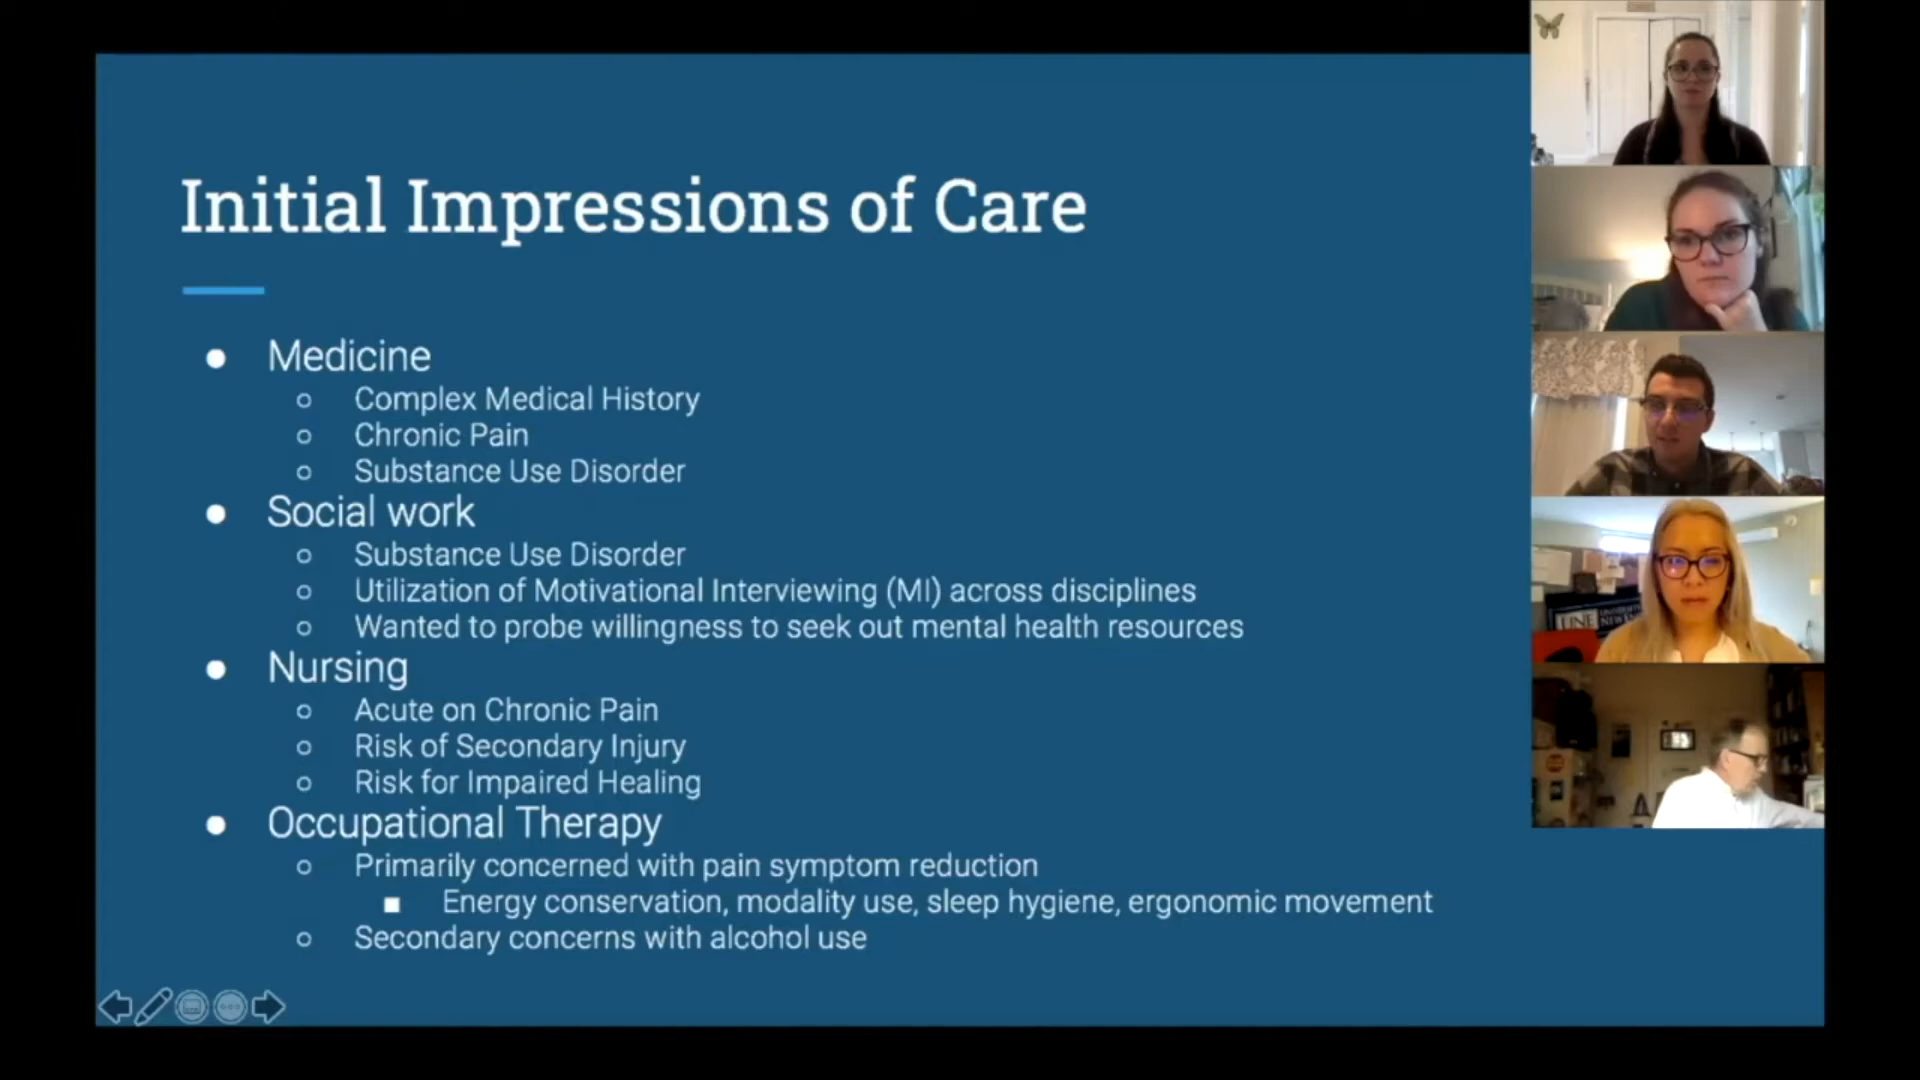 Initial Impressions of Care
Medicine
Complex Medical History
Chronic Pain
Substance Use Disorder
Social work
Substance Use Disorder
Utilization of Motivational Interviewing (MI) across disciplines
Wanted to probe willingness to seek out mental health resources
Nursing
Acute on Chronic Pain
Risk of Secondary Injury
Risk for Impaired Healing
Occupational Therapy
Primarily concerned with pain symptom reduction
Energy conservation, modality use, sleep hygiene, ergonomic movement
Secondary concerns with alcohol use
UNE